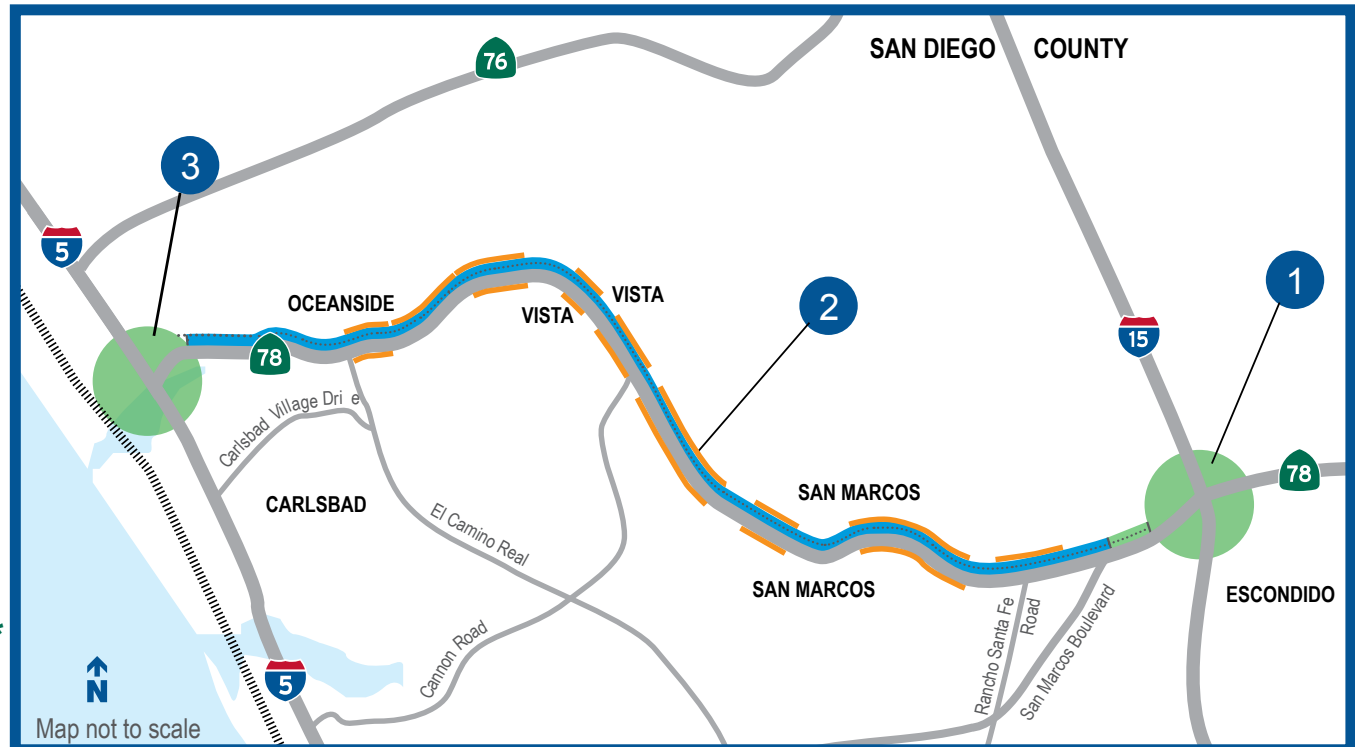 SAN DIEGO COUNTY
76
3
5
1
OCEANSIDE
VISTA
VISTA
2
15
78
Carlsbad Village Dri e
78
SAN MARCOS
CARLSBAD
El Camino Real
SAN MARCOS
ESCONDIDO
Rancho Santa Fe
Road
San Marcos Boulevard
Cannon Road
*
N
5
Map not to scale